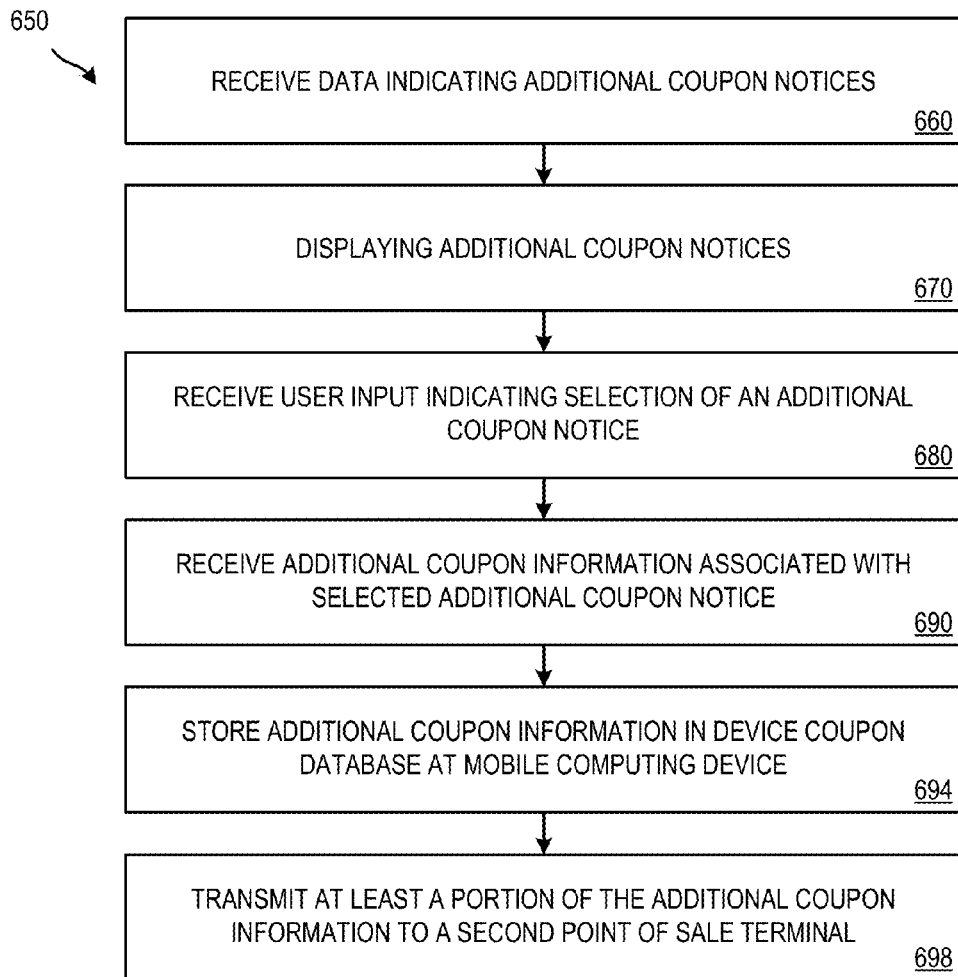 650
RECEIVE DATA INDICATING ADDITIONAL COUPON NOTICES
660
DISPLAYING ADDITIONAL COUPON NOTICES
670
RECEIVE USER INPUT INDICATING SELECTION OF AN ADDITIONAL
COUPON NOTICE
680
RECEIVE ADDITIONAL COUPON INFORMATION ASSOCIATED WITH
SELECTED ADDITIONAL COUPON NOTICE
690
STORE ADDITIONAL COUPON INFORMATION IN DEVICE COUPON
DATABASE AT MOBILE COMPUTING DEVICE
694
TRANSMIT AT LEAST A PORTION OF THE ADDITIONAL COUPON
INFORMATION TO A SECOND POINT OF SALE TERMINAL
698